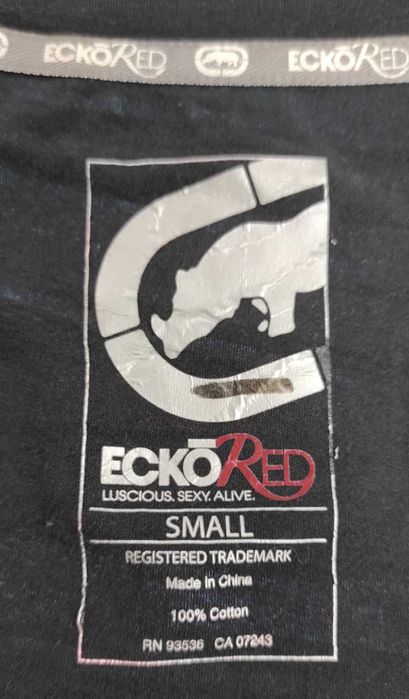 ECKŌRED ECKŌRED
ECKŌRED
LUSCIOUS. SEXY. ALIVE.
SMALL
REGISTERED TRADEMARK
Made in China
100% Cotton
RN 93536 CA 07243